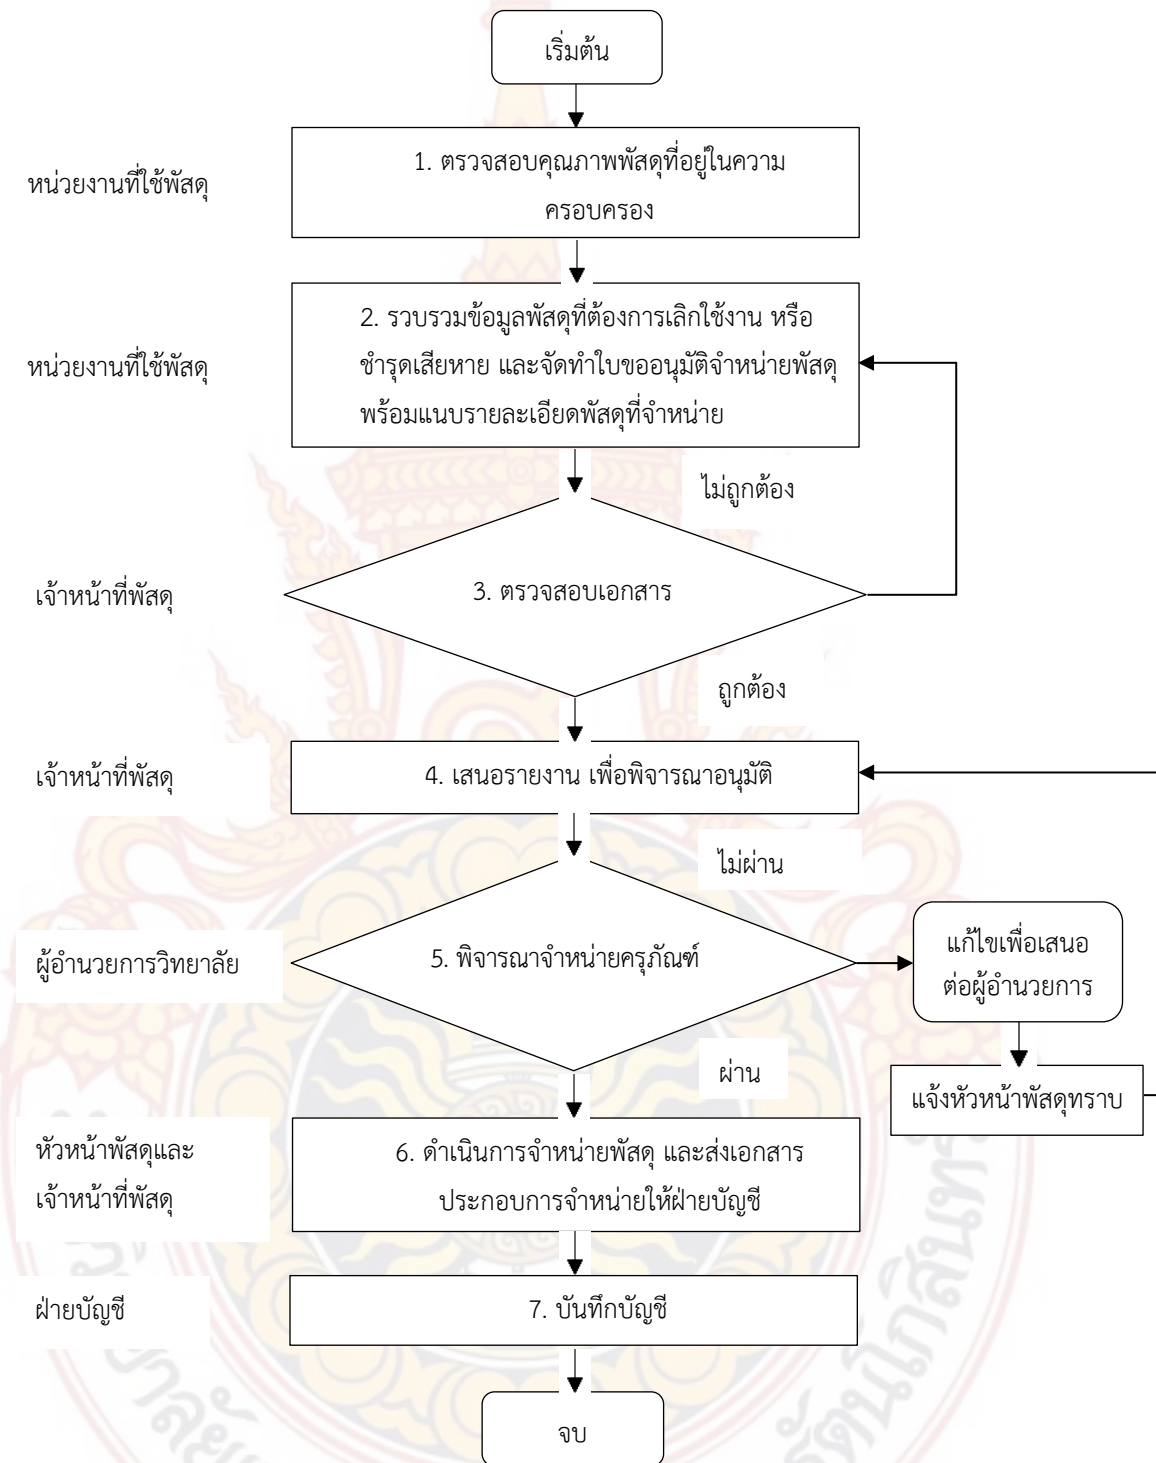 เริ่มต้น
หน่วยงานที่ใช้พัสดุ
1. ตรวจสอบคุณภาพพัสดุที่อยู่ในความ
ครอบครอง
หน่วยงานที่ใช้พัสดุ
2. รวบรวมข้อมูลพัสดุที่ต้องการเลิกใช้งาน หรือ
ชำรุดเสียหาย และจัดทำใบขออนุมัติจำหน่ายพัสดุ
พร้อมแนบรายละเอียดพัสดุที่จำหน่าย
ไม่ถูกต้อง
เจ้าหน้าที่พัสดุ
3. ตรวจสอบเอกสาร
ถูกต้อง
เจ้าหน้าที่พัสดุ
4. เสนอรายงาน เพื่อพิจารณาอนุมัติ
ไม่ผ่าน
ผู้อำนวยการวิทยาลัย
5. พิจารณาจำหน่ายครุภัณฑ์
แก้ไขเพื่อเสนอ
ต่อผู้อำนวยการ
ผ่าน
แจ้งหัวหน้าพัสดุทราบ
หัวหน้าพัสดุและ
เจ้าหน้าที่พัสดุ
6. ดำเนินการจำหน่ายพัสดุ และส่งเอกสาร
ประกอบการจำหน่ายให้ฝ่ายบัญชี
ฝ่ายบัญชี
7. บันทึกบัญชี
จบ